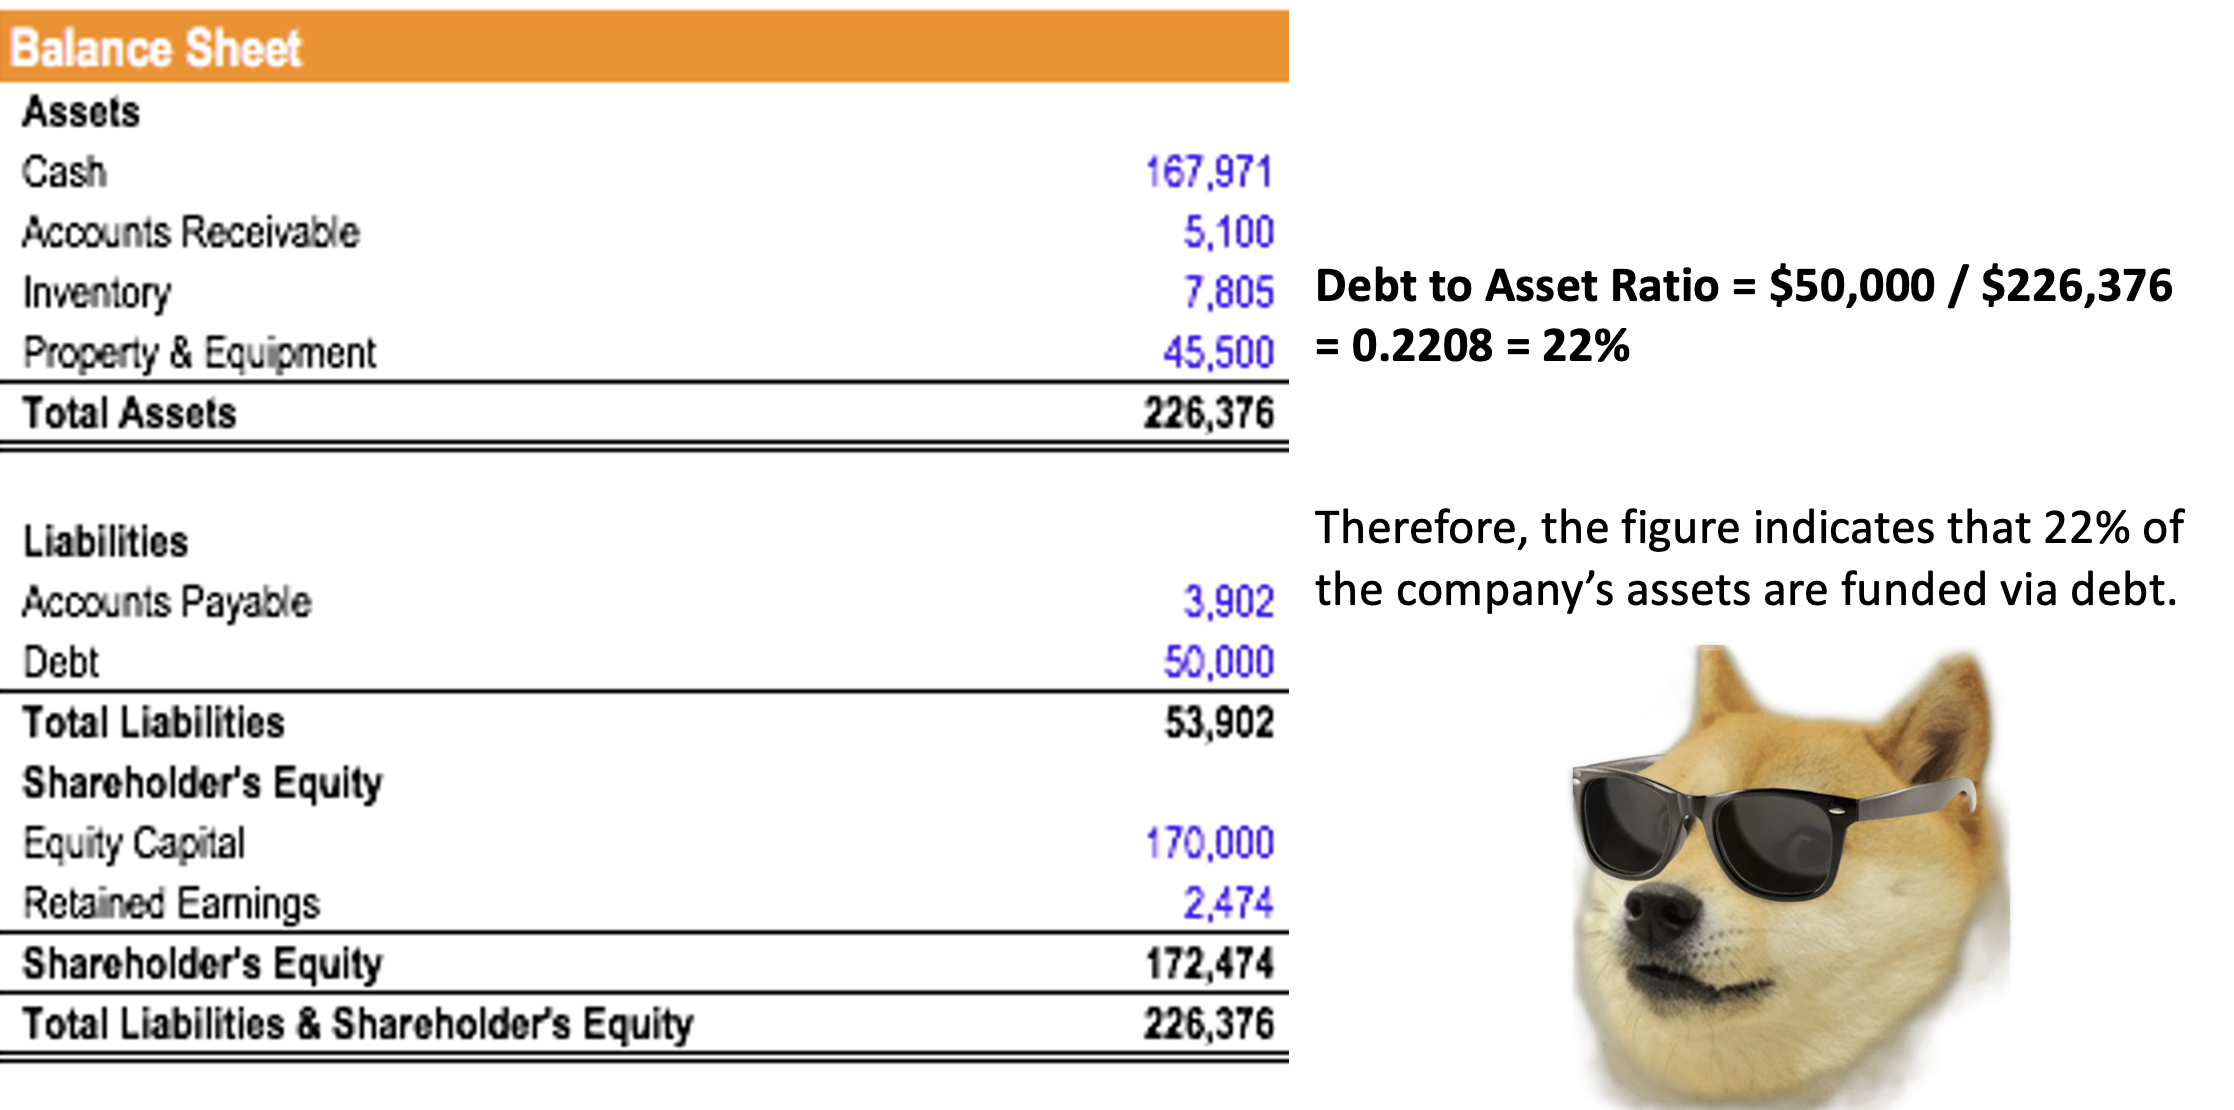 Balance Sheet
Assets
Cash 167,971
Accounts Receivable 5,100
Inventory 7,805
Property & Equipment 45,500
Total Assets 226,376
Liabilities
Accounts Payable 3,902
Debt 50,000
Total Liabilities 53,902
Shareholder's Equity
Equity Capital 170,000
Retained Earnings 2,474
Shareholder's Equity 172,474
Total Liabilities & Shareholder's Equity 226,376
Debt to Asset Ratio = $50,000 / $226,376
= 0.2208 = 22%
Therefore, the figure indicates that 22% of
the company’s assets are funded via debt.